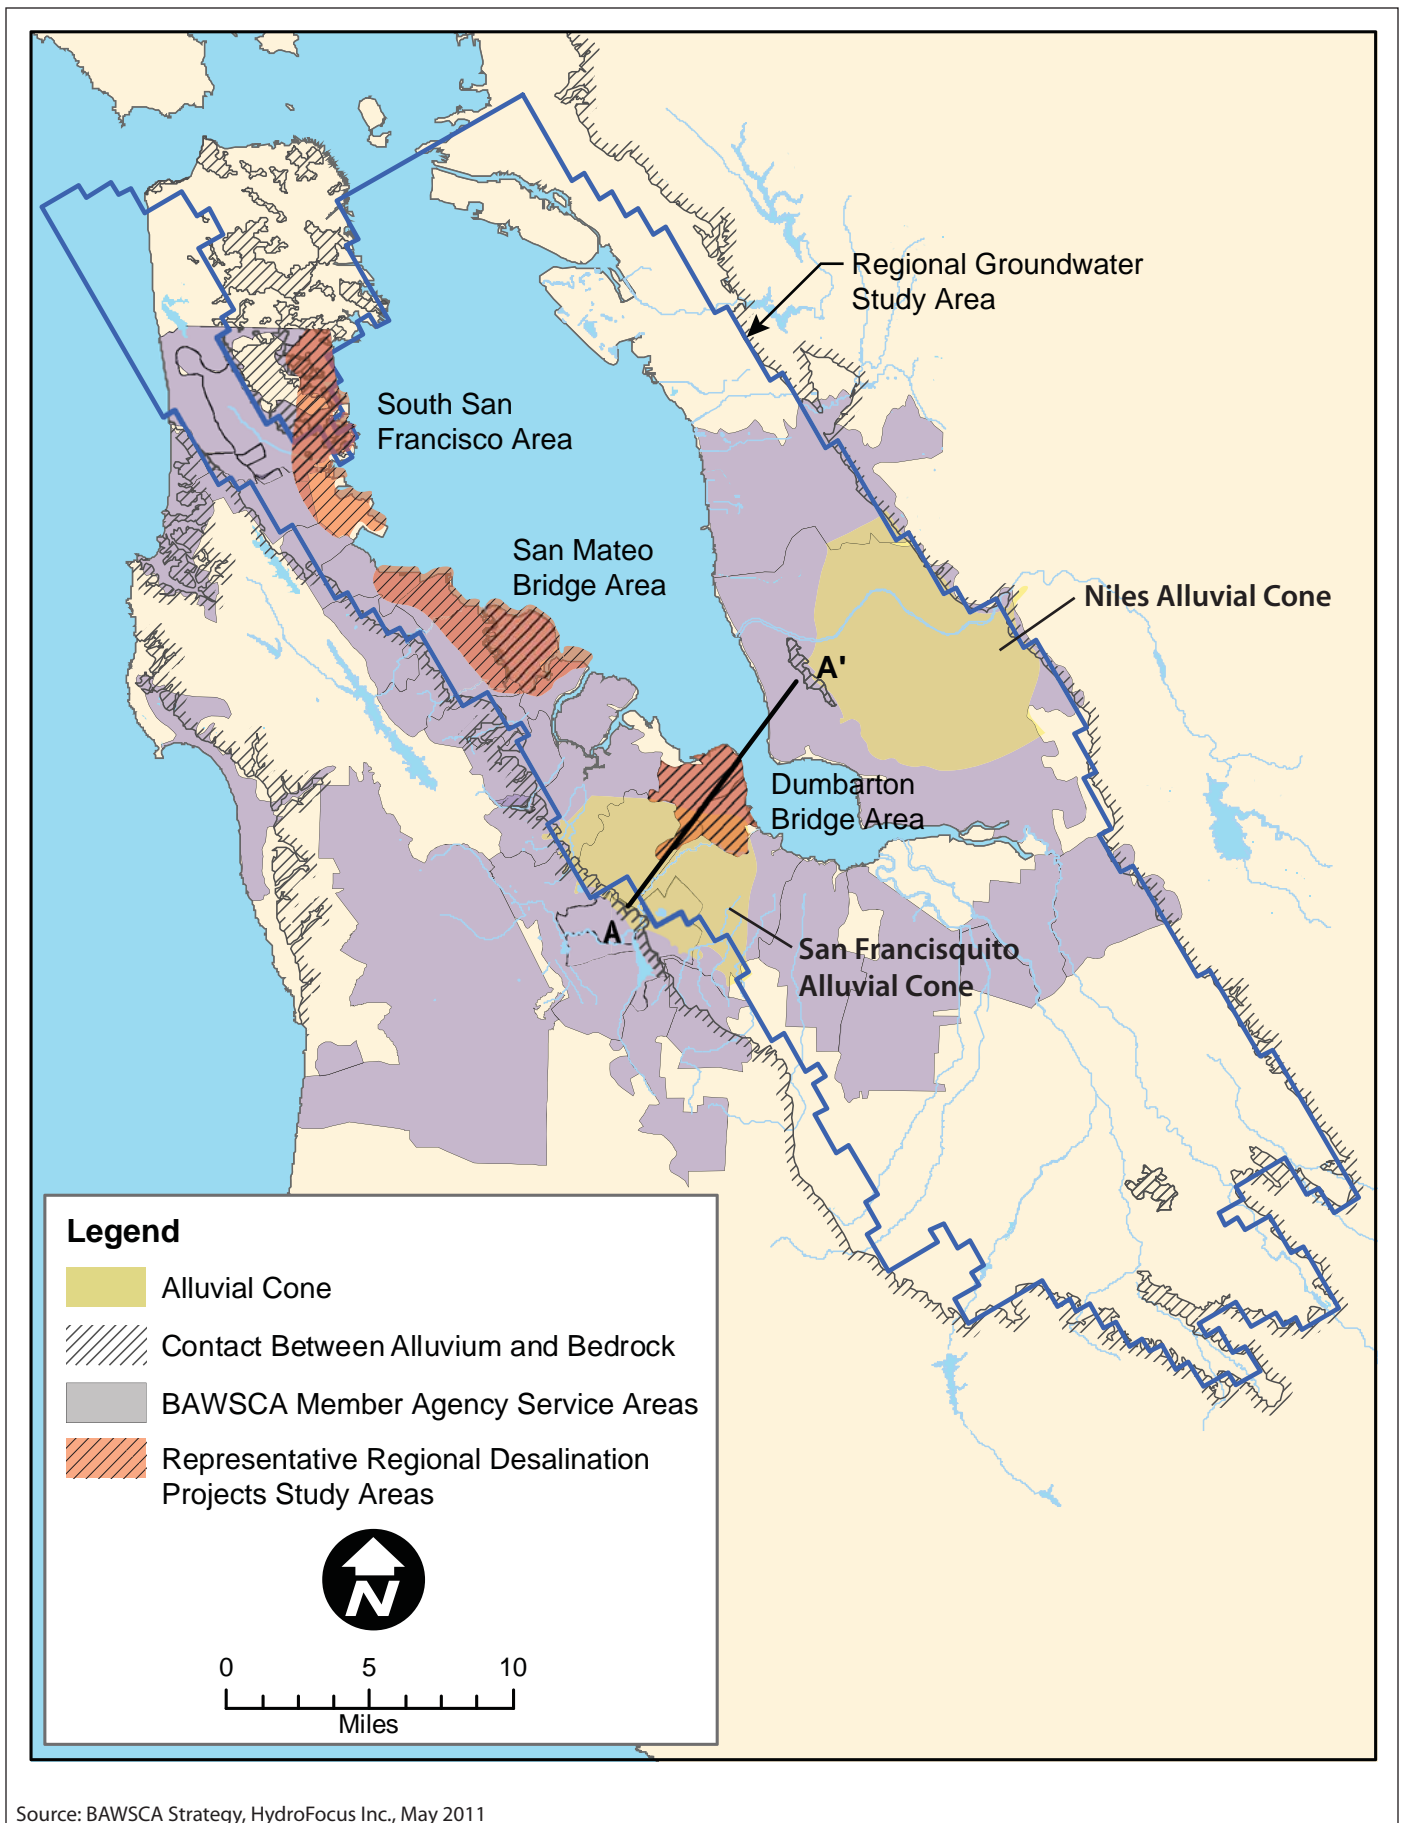 Regional Groundwater
Study Area
South San
Francisco Area
San Mateo
Bridge Area
Niles Alluvial Cone
A'
Dumbarton
Bridge Area
A
San Francisquito
Alluvial Cone
Legend
Alluvial Cone
Contact Between Alluvium and Bedrock
BAWSCA Member Agency Service Areas
Representative Regional Desalination
Projects Study Areas
N
0 5 10
Miles
Source: BAWSCA Strategy, HydroFocus Inc., May 2011